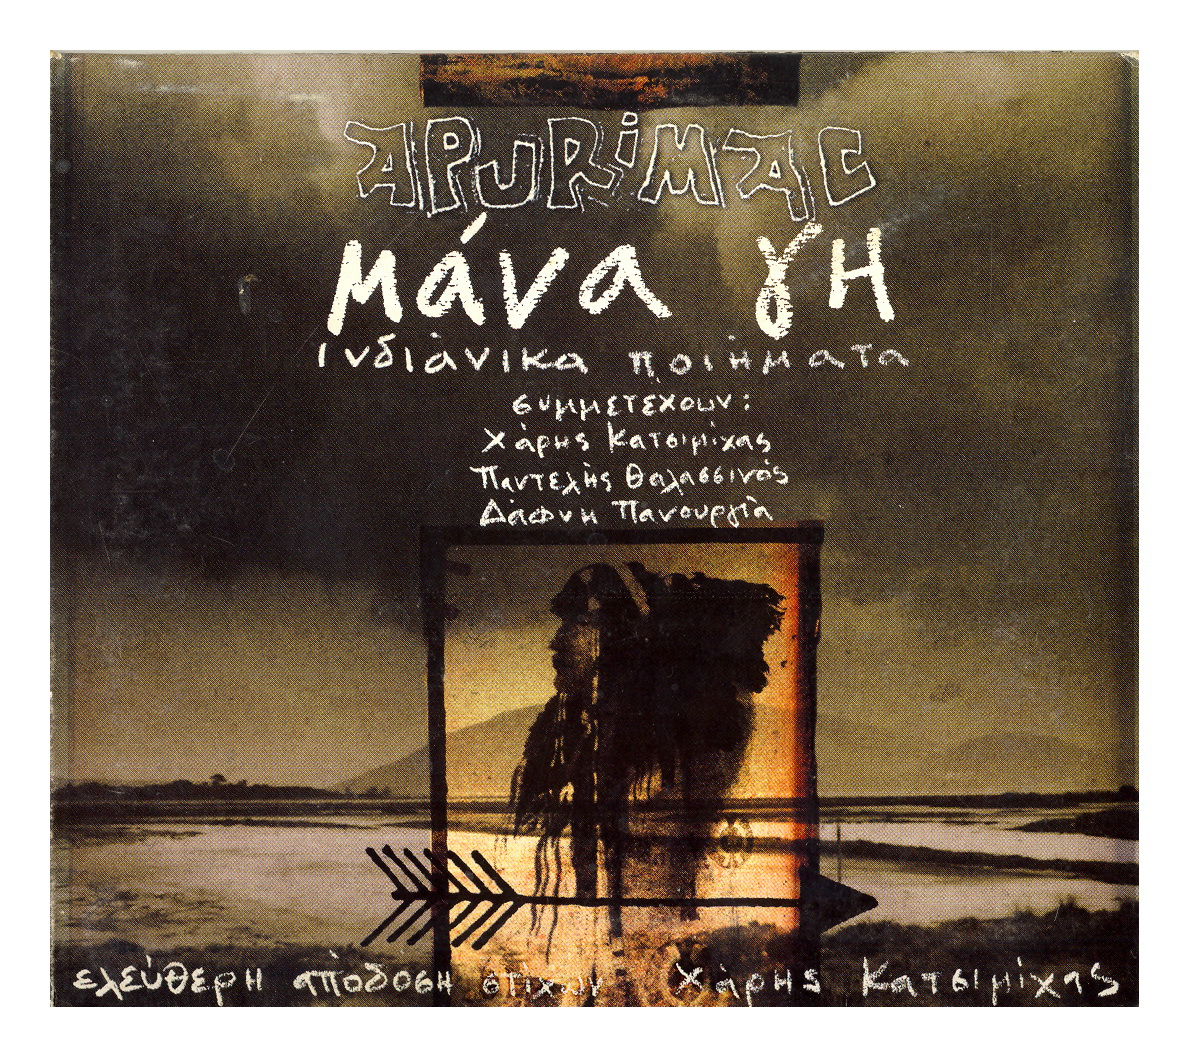 APURiMAC
μάνα γη
ινδιάνικα ποιήματα
συμμετέχουν:
Χάρης Κατσιμίχας
Παντελής Θαλασσινός
Δάφνη Πανουργιά
ελεύθερη απόδοση στίχων Χάρης Κατσιμίχας